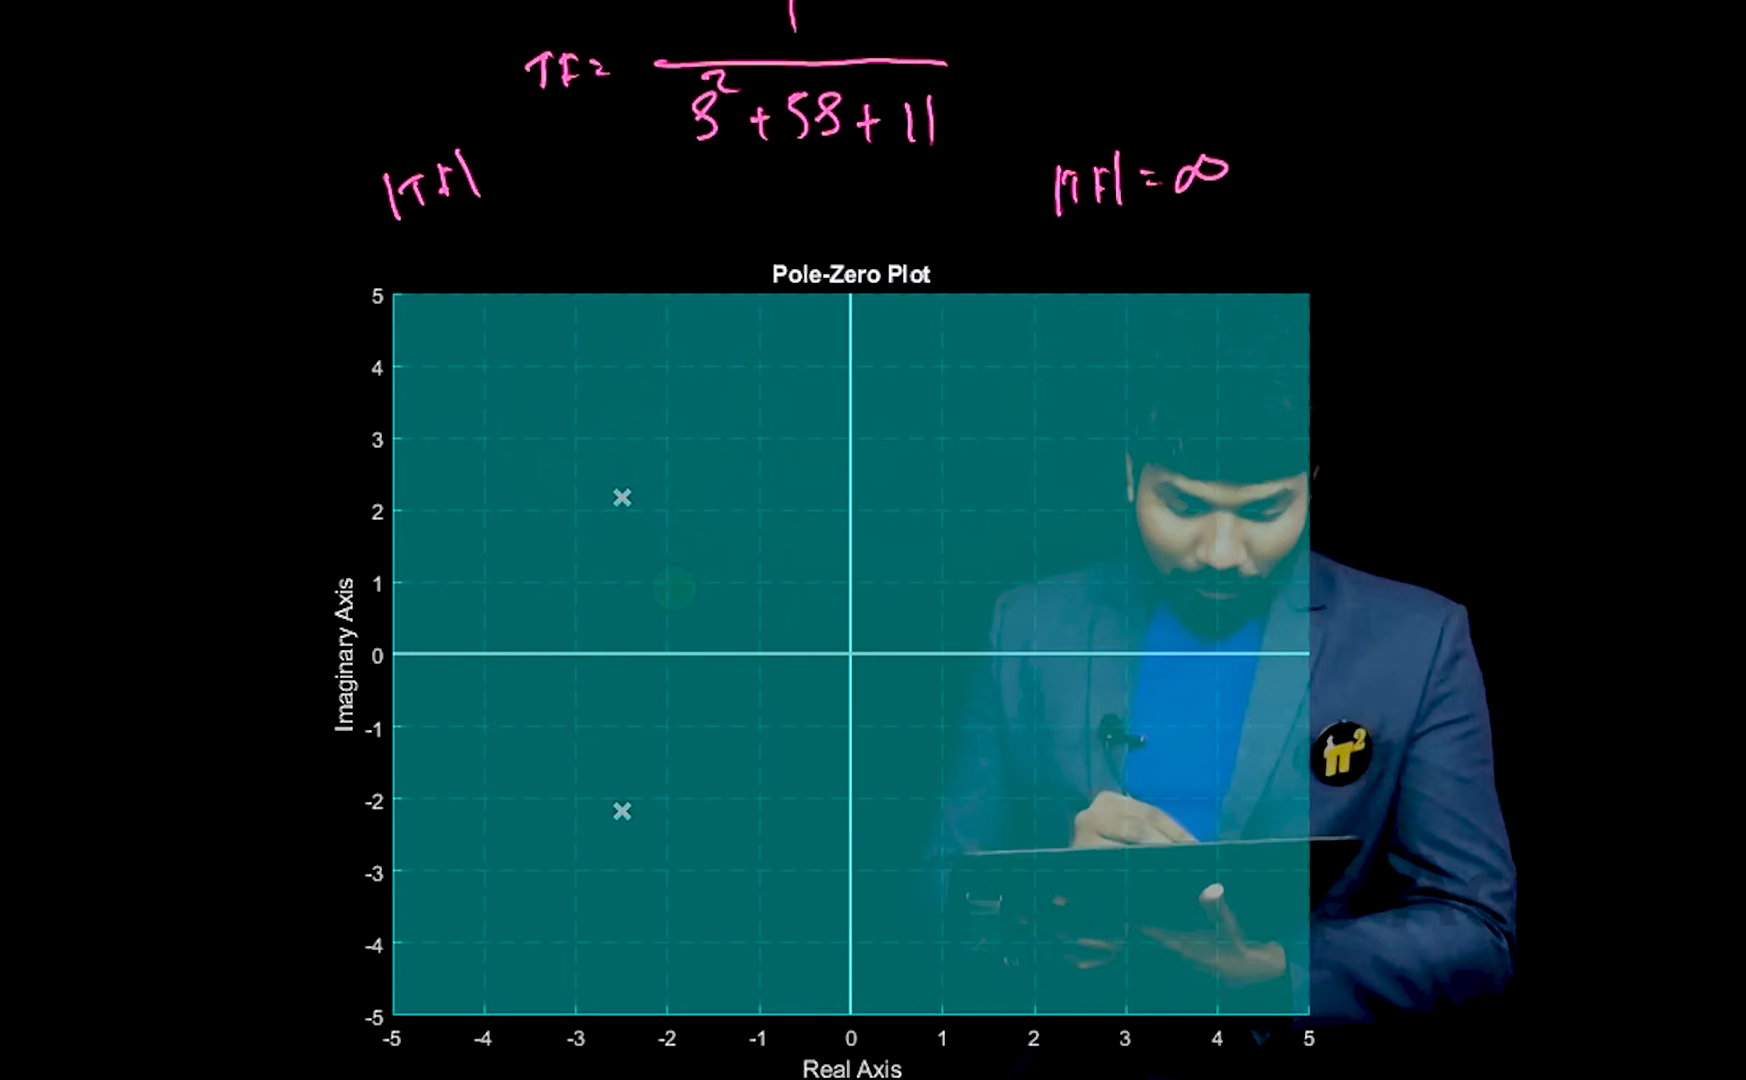 1
TF =
s² + 5s + 11
|TF|
|TF| = ∞
Pole-Zero Plot
5
4
3
2
1
0
-1
-2
-3
-4
-5
Imaginary Axis
-5 -4 -3 -2 -1 0 1 2 3 4 5
Real Axis
π²